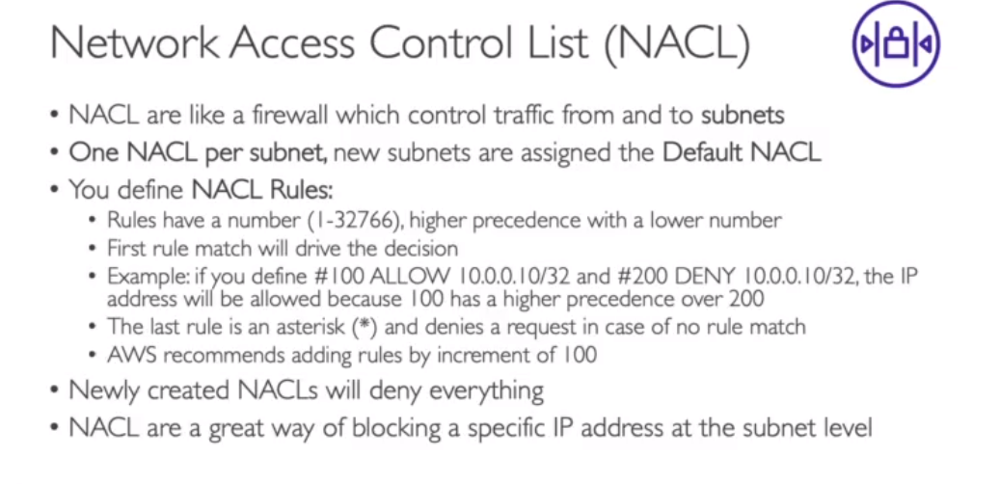 Network Access Control List (NACL)
• NACL are like a firewall which control traffic from and to subnets
• One NACL per subnet, new subnets are assigned the Default NACL
• You define NACL Rules:
• Rules have a number (1-32766), higher precedence with a lower number
• First rule match will drive the decision
• Example: if you define #100 ALLOW 10.0.0.10/32 and #200 DENY 10.0.0.10/32, the IP
address will be allowed because 100 has a higher precedence over 200
• The last rule is an asterisk (*) and denies a request in case of no rule match
• AWS recommends adding rules by increment of 100
• Newly created NACLs will deny everything
• NACL are a great way of blocking a specific IP address at the subnet level